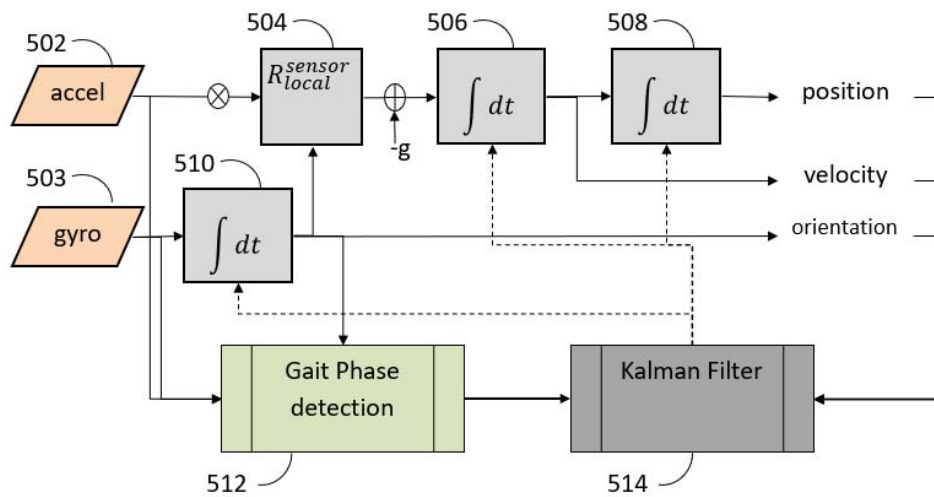 502
504
506
508
accel
R^{sensor}_{local}
∫ dt
∫ dt
position
-g
503
510
velocity
gyro
∫ dt
orientation
Gait Phase
detection
Kalman Filter
512
514